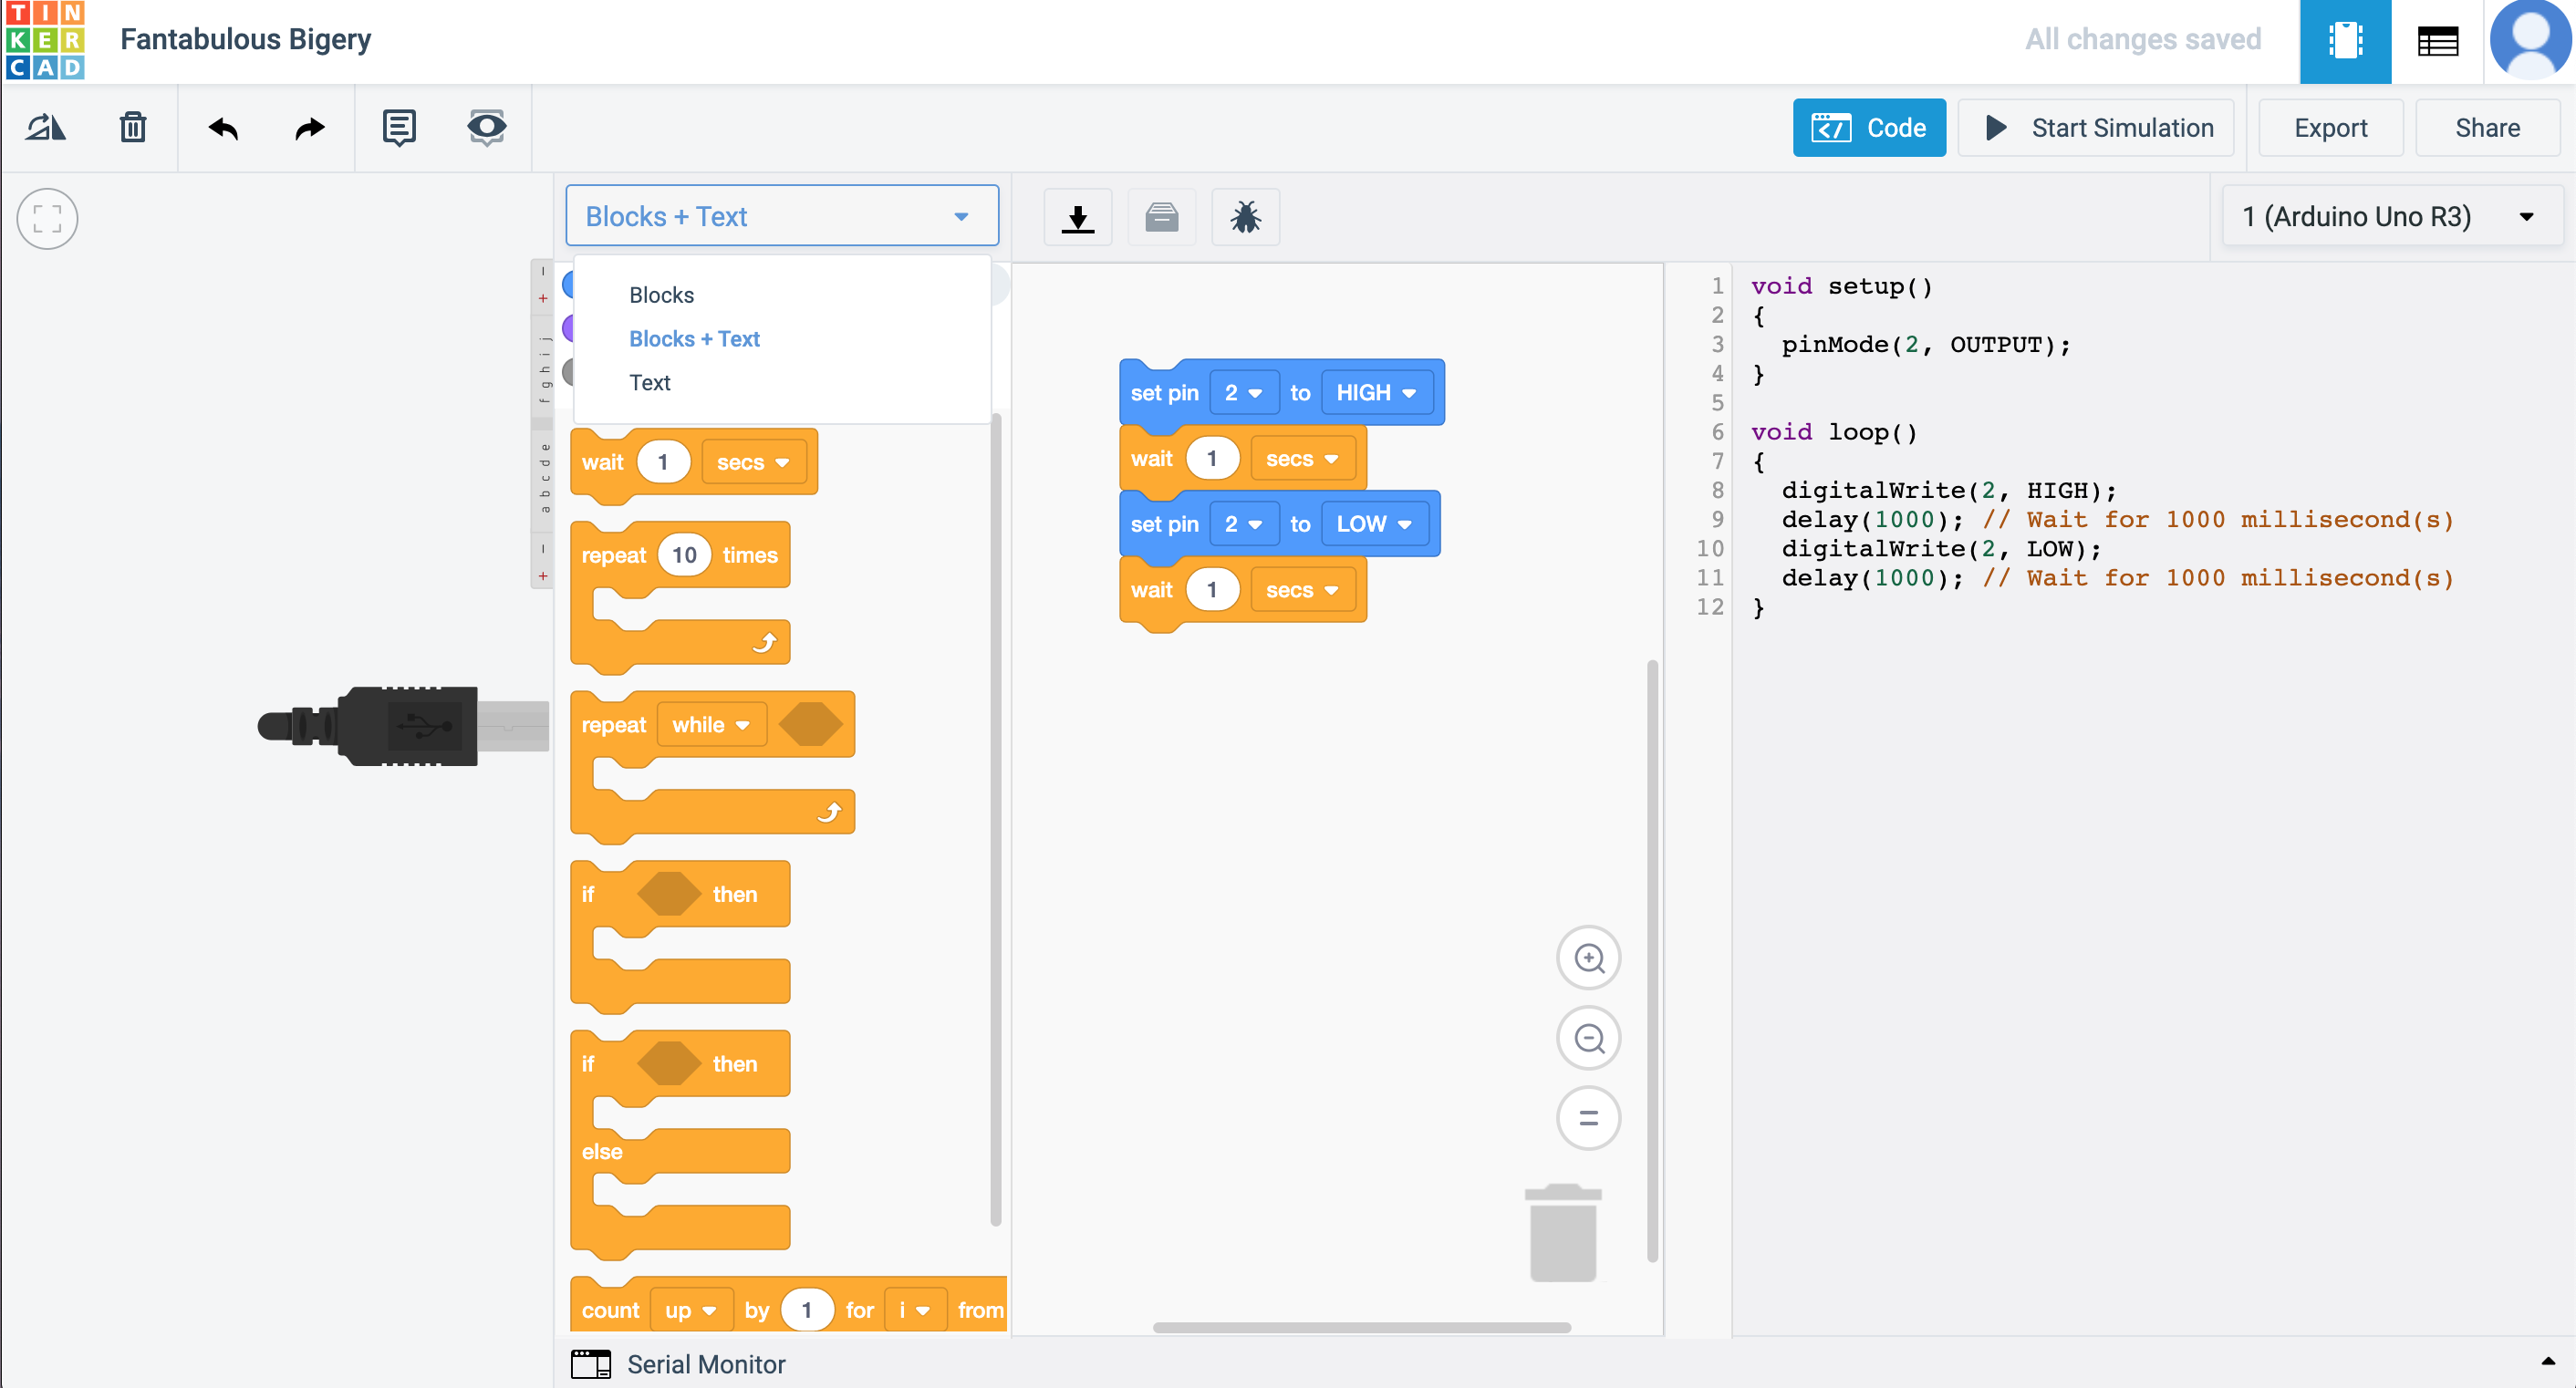 TIN
KER
CAD
Fantabulous Bigery
All changes saved
Code
Start Simulation
Export
Share
Blocks + Text
1 (Arduino Uno R3)
Blocks
Blocks + Text
Text
wait 1 secs
repeat 10 times
repeat while
if then
if then
else
count up by 1 for i from
− +
f g h i j
a b c d e
− +
set pin 2 to HIGH
wait 1 secs
set pin 2 to LOW
wait 1 secs
1 void setup()
2 {
3 pinMode(2, OUTPUT);
4 }
5
6 void loop()
7 {
8 digitalWrite(2, HIGH);
9 delay(1000); // Wait for 1000 millisecond(s)
10 digitalWrite(2, LOW);
11 delay(1000); // Wait for 1000 millisecond(s)
12 }
Serial Monitor